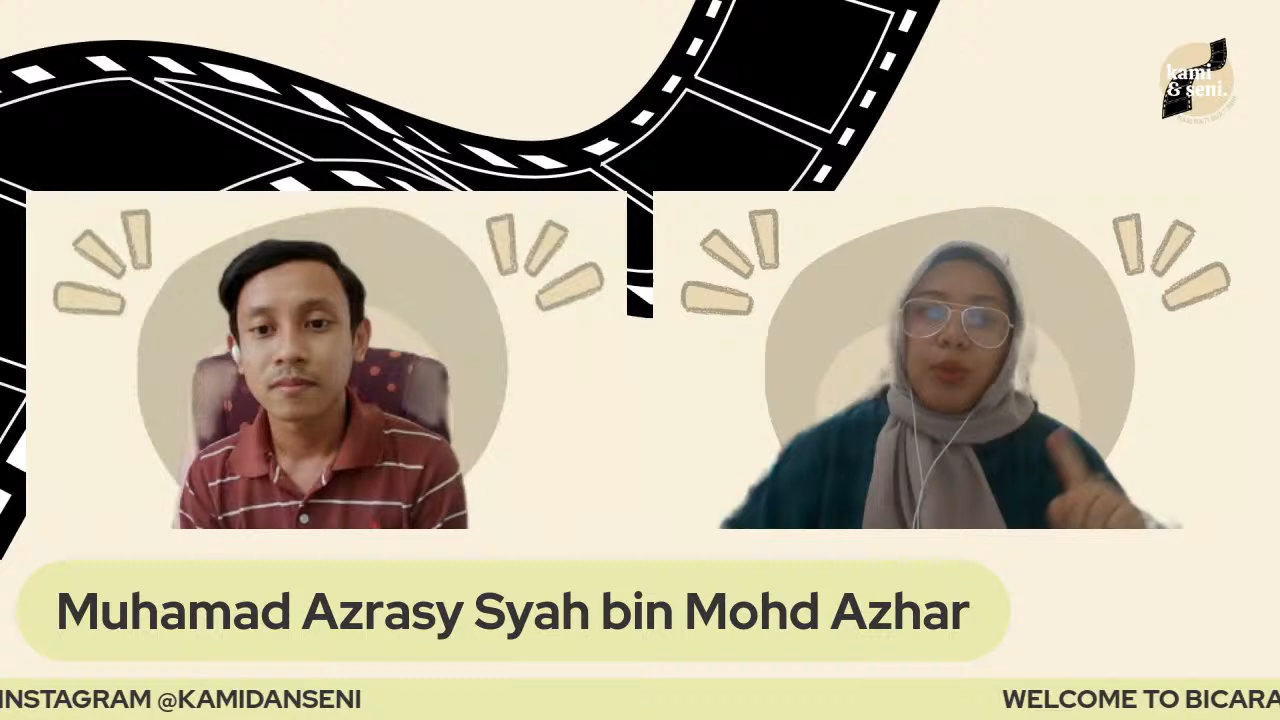 kami
& seni.
Muhamad Azrasy Syah bin Mohd Azhar
INSTAGRAM @KAMIDANSENI
WELCOME TO BICARA